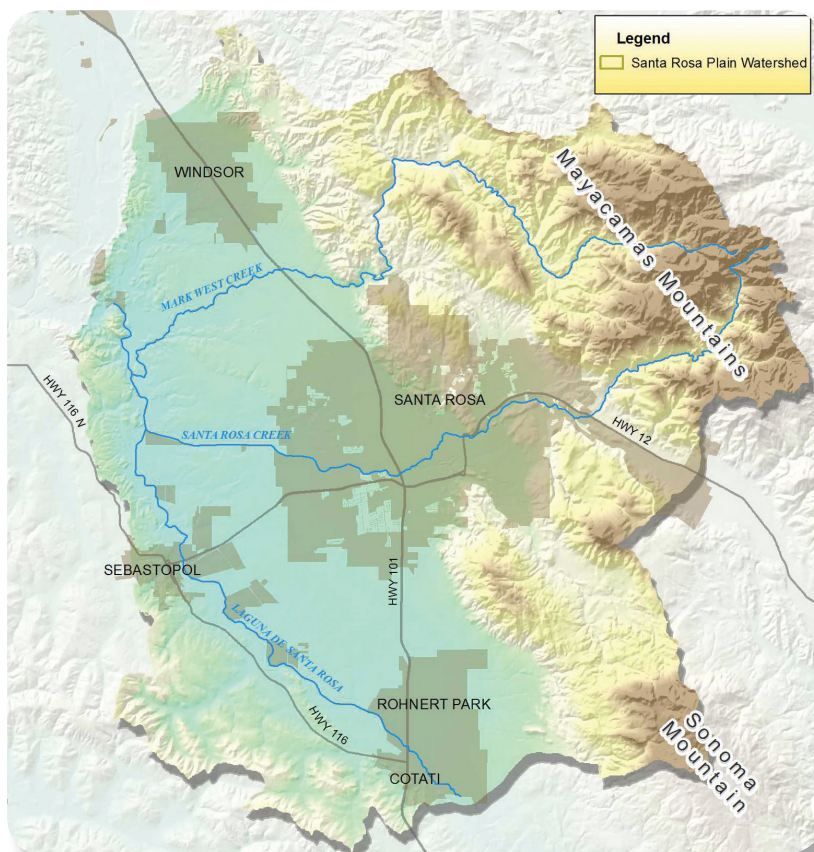 Legend
Santa Rosa Plain Watershed
WINDSOR
Mayacamas Mountains
MARK WEST CREEK
HWY 116 N
SANTA ROSA
SANTA ROSA CREEK
HWY 12
SEBASTOPOL
HWY 101
LAGUNA DE SANTA ROSA
ROHNERT PARK
HWY 116
Sonoma
Mountain
COTATI